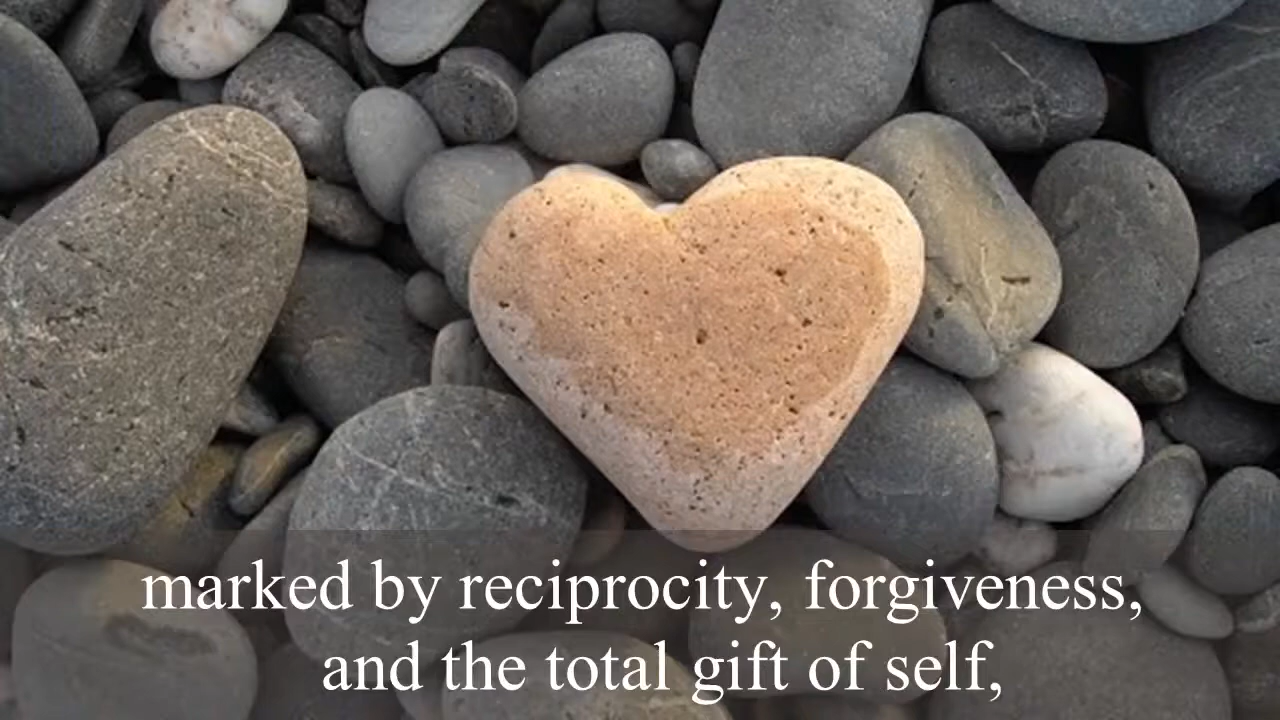 marked by reciprocity, forgiveness,
and the total gift of self,